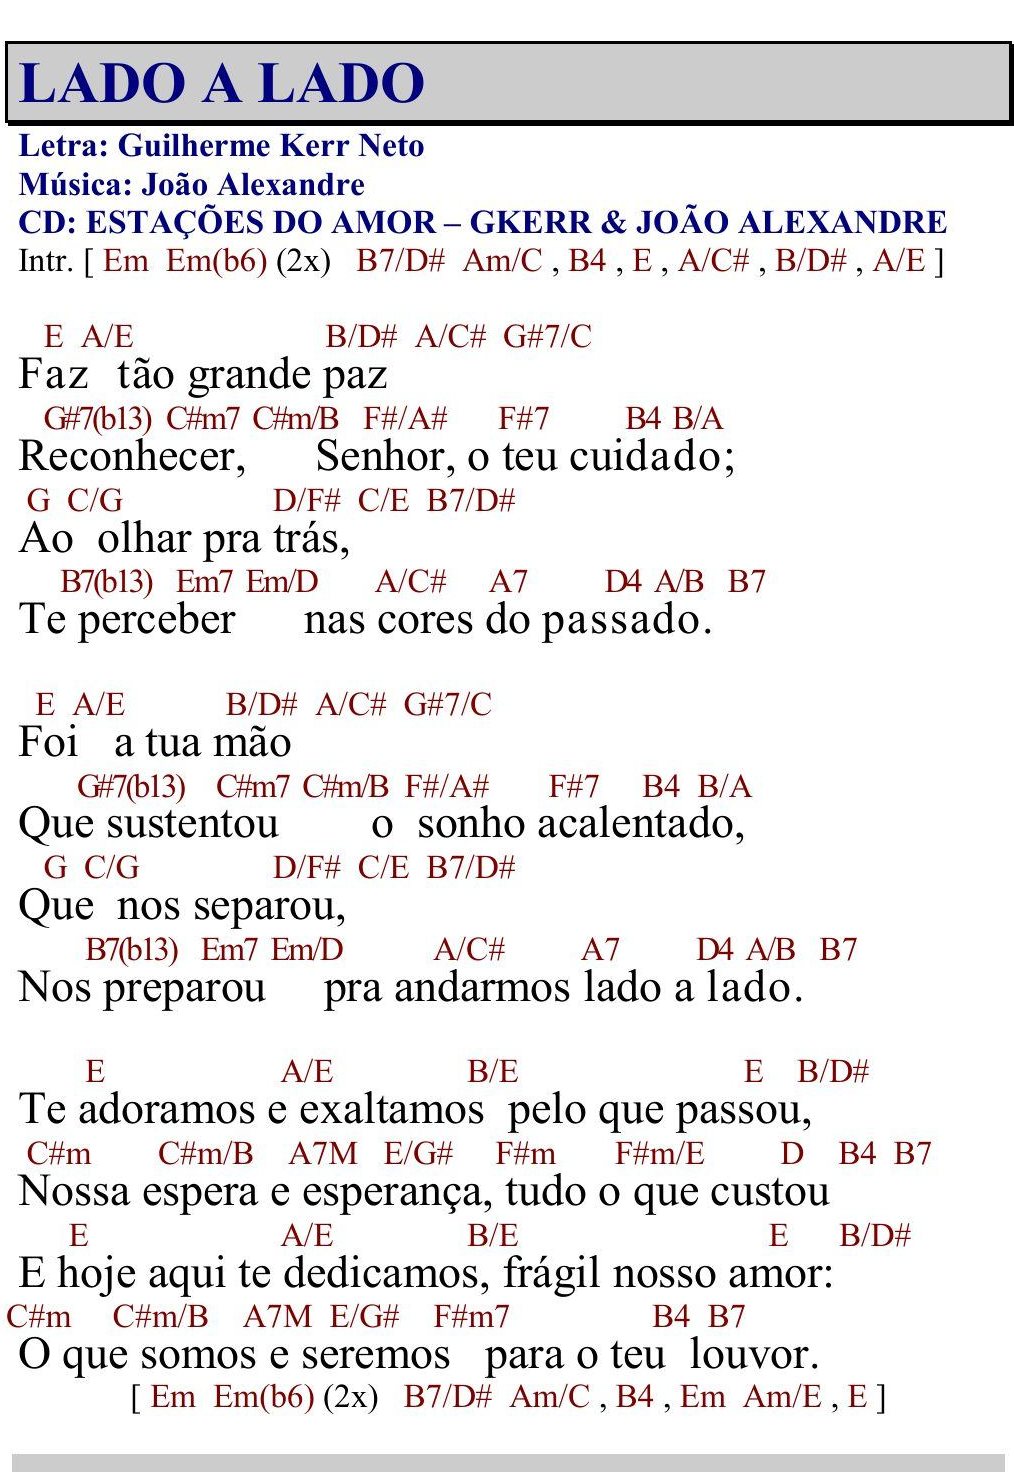 LADO A LADO
Letra: Guilherme Kerr Neto
Música: João Alexandre
CD: ESTAÇÕES DO AMOR – GKERR & JOÃO ALEXANDRE
Intr. [ Em Em(b6) (2x) B7/D# Am/C , B4 , E , A/C# , B/D# , A/E ]
E A/E B/D# A/C# G#7/C
Faz tão grande paz
G#7(b13) C#m7 C#m/B F#/A# F#7 B4 B/A
Reconhecer, Senhor, o teu cuidado;
G C/G D/F# C/E B7/D#
Ao olhar pra trás,
B7(b13) Em7 Em/D A/C# A7 D4 A/B B7
Te perceber nas cores do passado.
E A/E B/D# A/C# G#7/C
Foi a tua mão
G#7(b13) C#m7 C#m/B F#/A# F#7 B4 B/A
Que sustentou o sonho acalentado,
G C/G D/F# C/E B7/D#
Que nos separou,
B7(b13) Em7 Em/D A/C# A7 D4 A/B B7
Nos preparou pra andarmos lado a lado.
E A/E B/E E B/D#
Te adoramos e exaltamos pelo que passou,
C#m C#m/B A7M E/G# F#m F#m/E D B4 B7
Nossa espera e esperança, tudo o que custou
E A/E B/E E B/D#
E hoje aqui te dedicamos, frágil nosso amor:
C#m C#m/B A7M E/G# F#m7 B4 B7
O que somos e seremos para o teu louvor.
[ Em Em(b6) (2x) B7/D# Am/C , B4 , Em Am/E , E ]